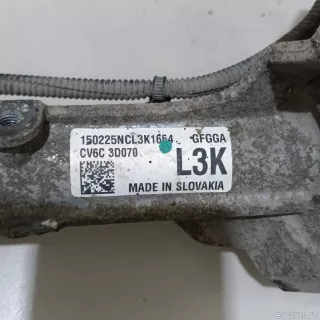 150225NCL3K1664 GFGGA
CV6C 3D070
L3K
MADE IN SLOVAKIA